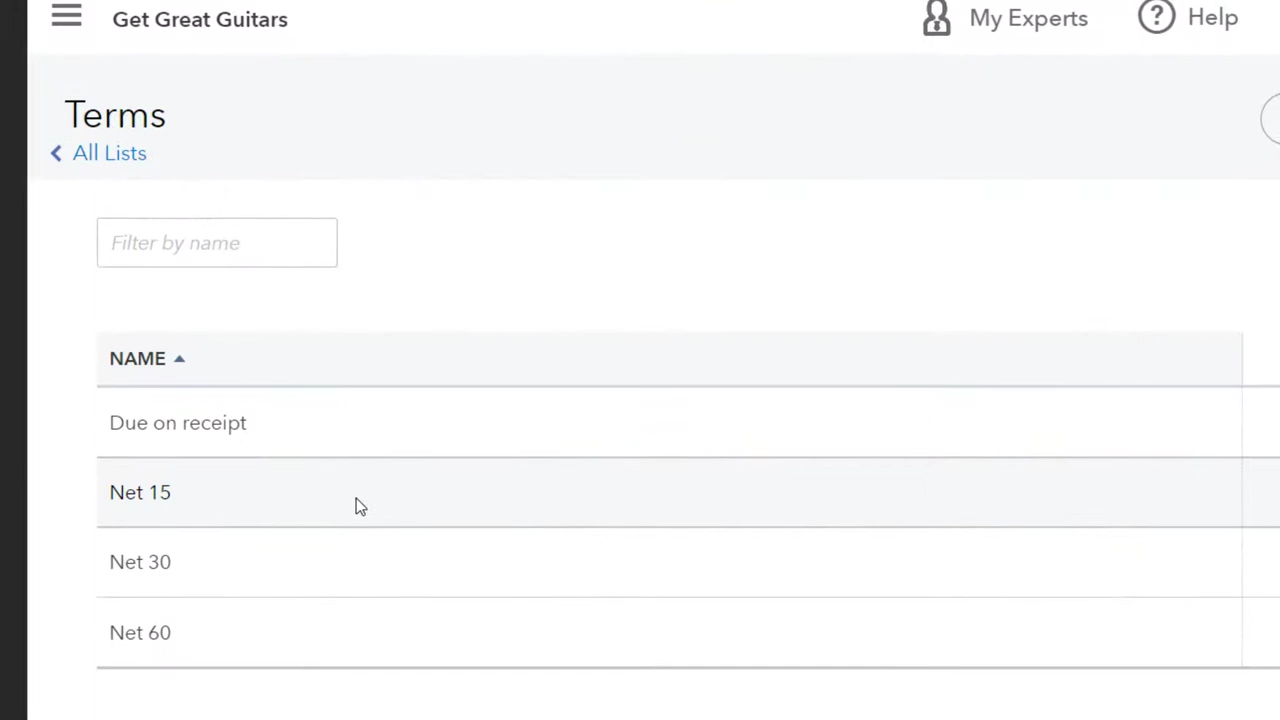 Get Great Guitars
My Experts
Help
Terms
All Lists
Filter by name
NAME
Due on receipt
Net 15
Net 30
Net 60